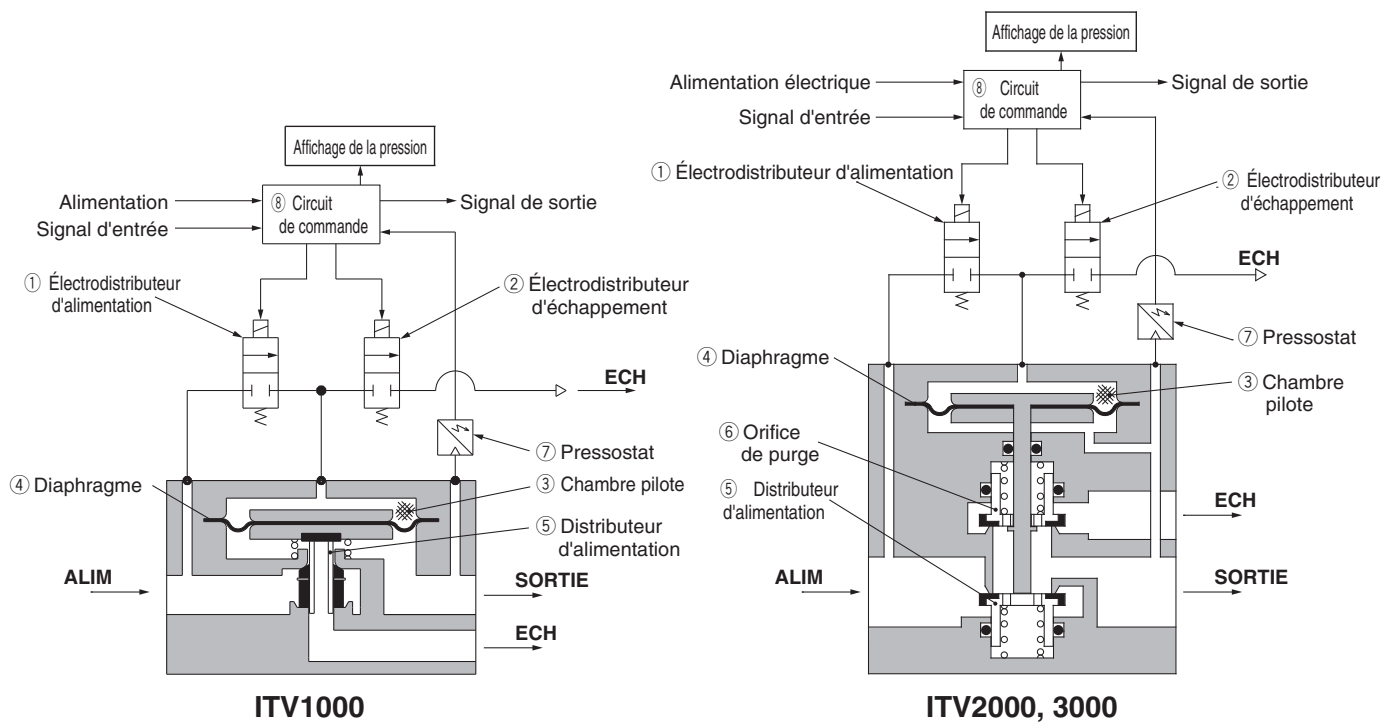 Affichage de la pression
Alimentation
Signal d'entrée
⑧ Circuit
de commande
Signal de sortie
① Électrodistributeur
d'alimentation
② Électrodistributeur
d'échappement
ECH
⑦ Pressostat
④ Diaphragme
③ Chambre pilote
⑤ Distributeur
d'alimentation
ALIM
SORTIE
ECH
ITV1000
Affichage de la pression
Alimentation électrique
Signal d'entrée
⑧ Circuit
de commande
Signal de sortie
① Électrodistributeur d'alimentation
② Électrodistributeur
d'échappement
ECH
⑦ Pressostat
④ Diaphragme
③ Chambre
pilote
⑥ Orifice
de purge
⑤ Distributeur
d'alimentation
ECH
ALIM
SORTIE
ITV2000, 3000